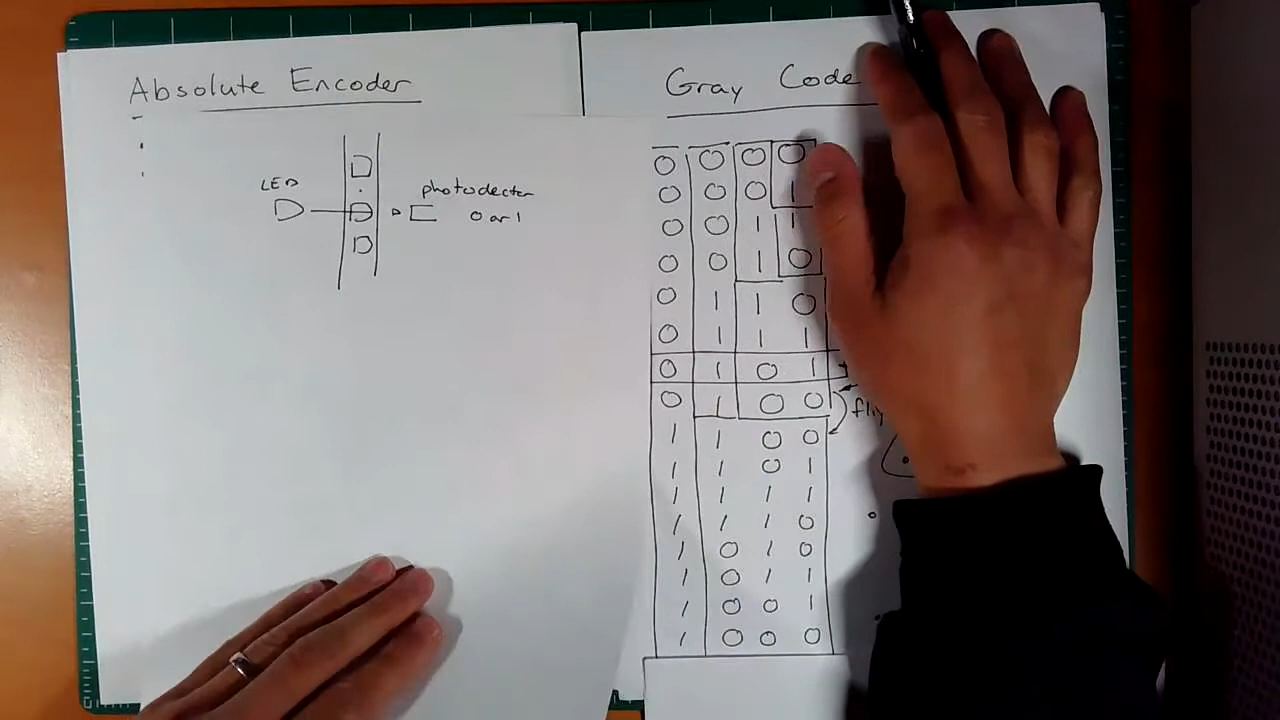 Absolute Encoder
LED
photodecter
0 or 1
Gray Code
0 0 0 0
0 0 0 1
0 0 1 1
0 0 1 0
0 1 1 0
0 1 1 1
0 1 0 1
0 1 0 0
1 1 0 0
1 1 0 1
1 1 1 1
1 1 1 0
1 0 1 0
1 0 1 1
1 0 0 1
1 0 0 0